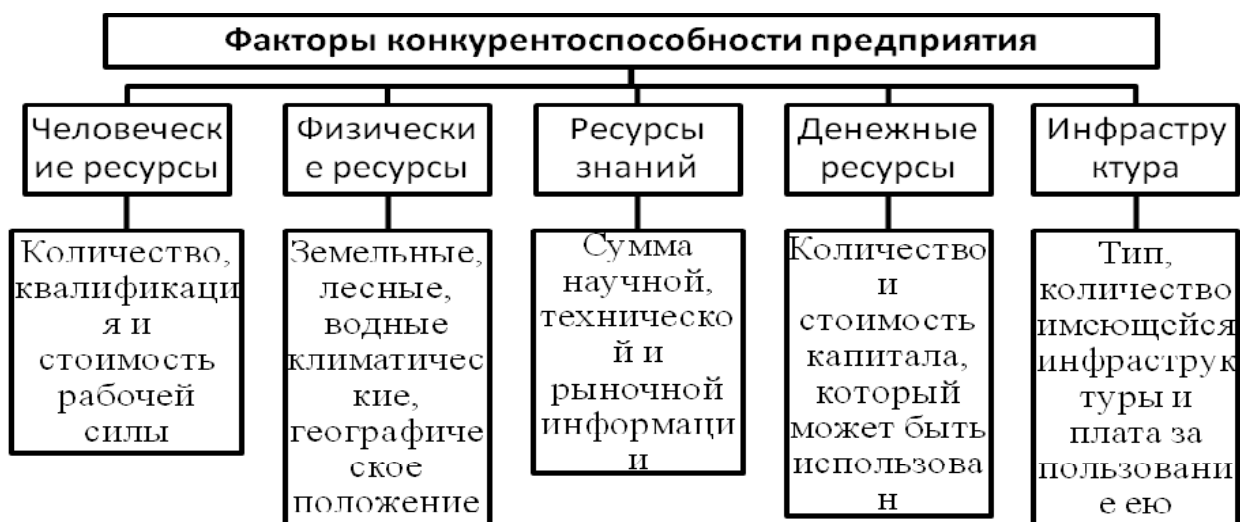 Факторы конкурентоспособности предприятия
Человеческ
ие ресурсы
Физически
е ресурсы
Ресурсы
знаний
Денежные
ресурсы
Инфрастру
ктура
Количество,
квалификаци
я и
стоимость
рабочей
силы
Земельные,
лесные,
водные
климатичес
кие,
географиче
ское
положение
Сумма
научной,
техническо
й и
рыночной
информаци
и
Количество
и
стоимость
капитала,
который
может быть
использова
н
Тип,
количество
имеющейся
инфраструк
туры и
плата за
пользовани
е ею